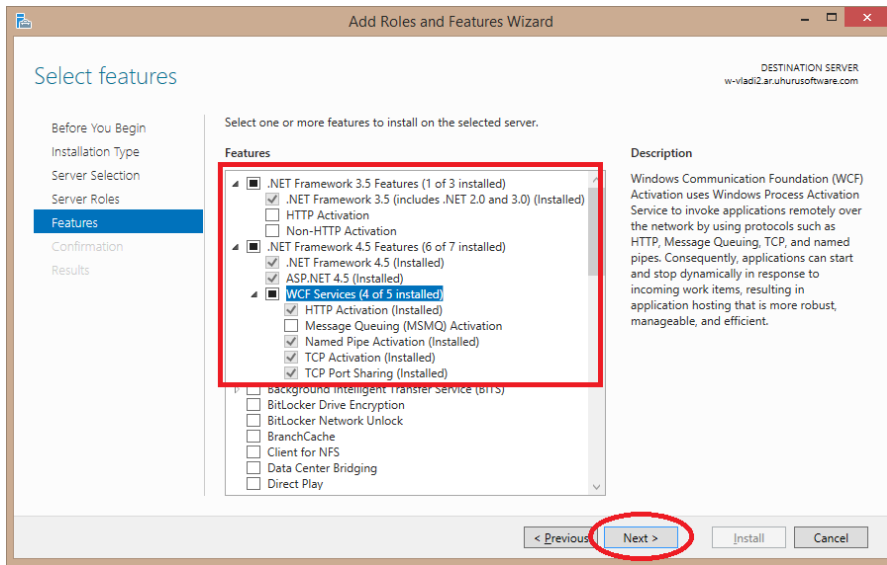 Add Roles and Features Wizard
Select features
DESTINATION SERVER
w-vladi2.ar.uhurusoftware.com
Before You Begin
Installation Type
Server Selection
Server Roles
Features
Confirmation
Results
Select one or more features to install on the selected server.
Features
.NET Framework 3.5 Features (1 of 3 installed)
.NET Framework 3.5 (includes .NET 2.0 and 3.0) (Installed)
HTTP Activation
Non-HTTP Activation
.NET Framework 4.5 Features (6 of 7 installed)
.NET Framework 4.5 (Installed)
ASP.NET 4.5 (Installed)
WCF Services (4 of 5 installed)
HTTP Activation (Installed)
Message Queuing (MSMQ) Activation
Named Pipe Activation (Installed)
TCP Activation (Installed)
TCP Port Sharing (Installed)
Background Intelligent Transfer Service (BITS)
BitLocker Drive Encryption
BitLocker Network Unlock
BranchCache
Client for NFS
Data Center Bridging
Direct Play
Description
Windows Communication Foundation (WCF)
Activation uses Windows Process Activation
Service to invoke applications remotely over
the network by using protocols such as
HTTP, Message Queuing, TCP, and named
pipes. Consequently, applications can start
and stop dynamically in response to
incoming work items, resulting in
application hosting that is more robust,
manageable, and efficient.
< Previous
Next >
Install
Cancel